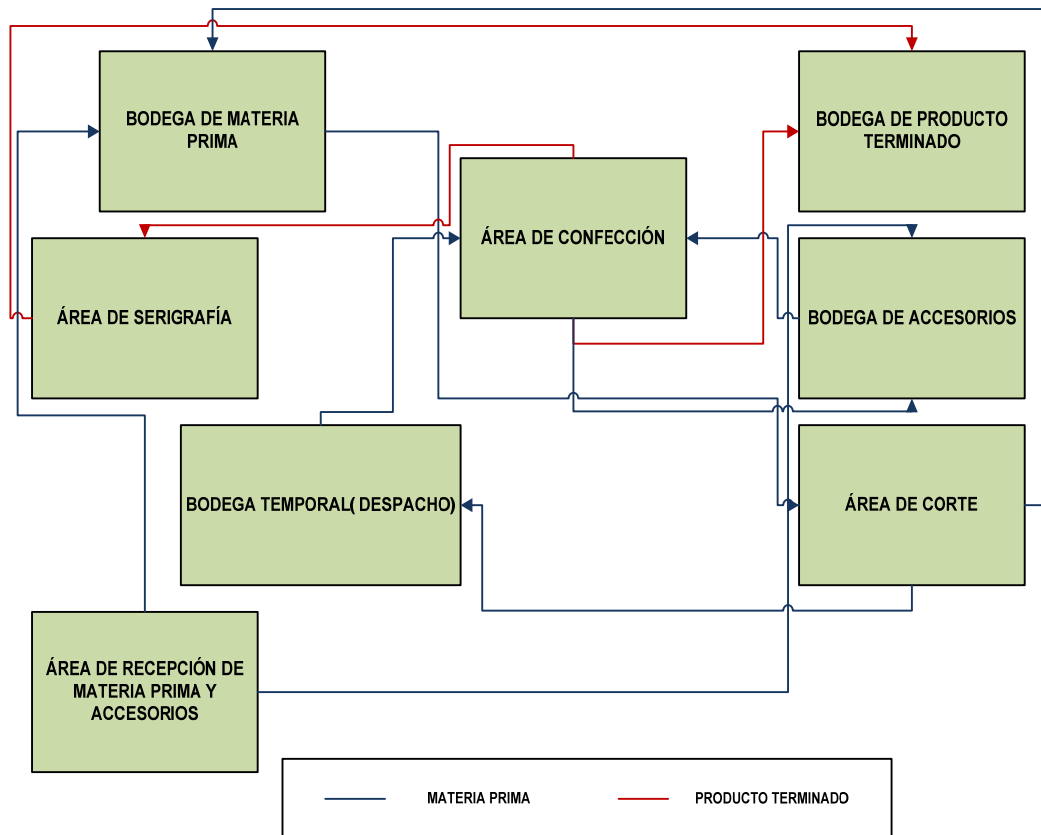 BODEGA DE MATERIA
PRIMA
BODEGA DE PRODUCTO
TERMINADO
ÁREA DE CONFECCIÓN
ÁREA DE SERIGRAFÍA
BODEGA DE ACCESORIOS
BODEGA TEMPORAL( DESPACHO)
ÁREA DE CORTE
ÁREA DE RECEPCIÓN DE
MATERIA PRIMA Y
ACCESORIOS
MATERIA PRIMA
PRODUCTO TERMINADO